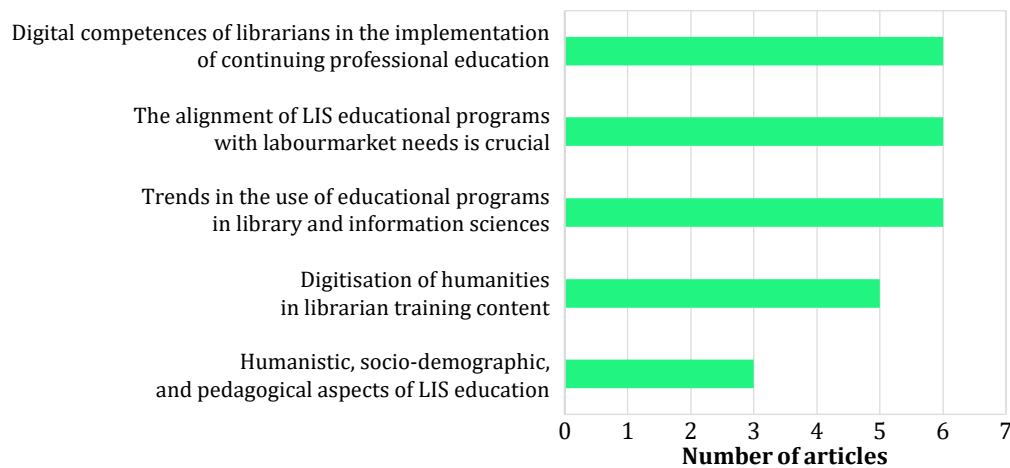 Digital competences of librarians in the implementation
of continuing professional education
The alignment of LIS educational programs
with labourmarket needs is crucial
Trends in the use of educational programs
in library and information sciences
Digitisation of humanities
in librarian training content
Humanistic, socio-demographic,
and pedagogical aspects of LIS education
0 1 2 3 4 5 6 7
Number of articles